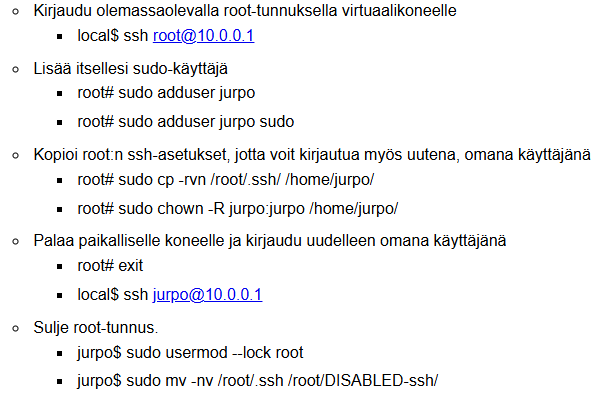 Kirjaudu olemassaolevalla root-tunnuksella virtuaalikoneelle
local$ ssh root@10.0.0.1
Lisää itsellesi sudo-käyttäjä
root# sudo adduser jurpo
root# sudo adduser jurpo sudo
Kopioi root:n ssh-asetukset, jotta voit kirjautua myös uutena, omana käyttäjänä
root# sudo cp -rvn /root/.ssh/ /home/jurpo/
root# sudo chown -R jurpo:jurpo /home/jurpo/
Palaa paikalliselle koneelle ja kirjaudu uudelleen omana käyttäjänä
root# exit
local$ ssh jurpo@10.0.0.1
Sulje root-tunnus.
jurpo$ sudo usermod --lock root
jurpo$ sudo mv -nv /root/.ssh /root/DISABLED-ssh/